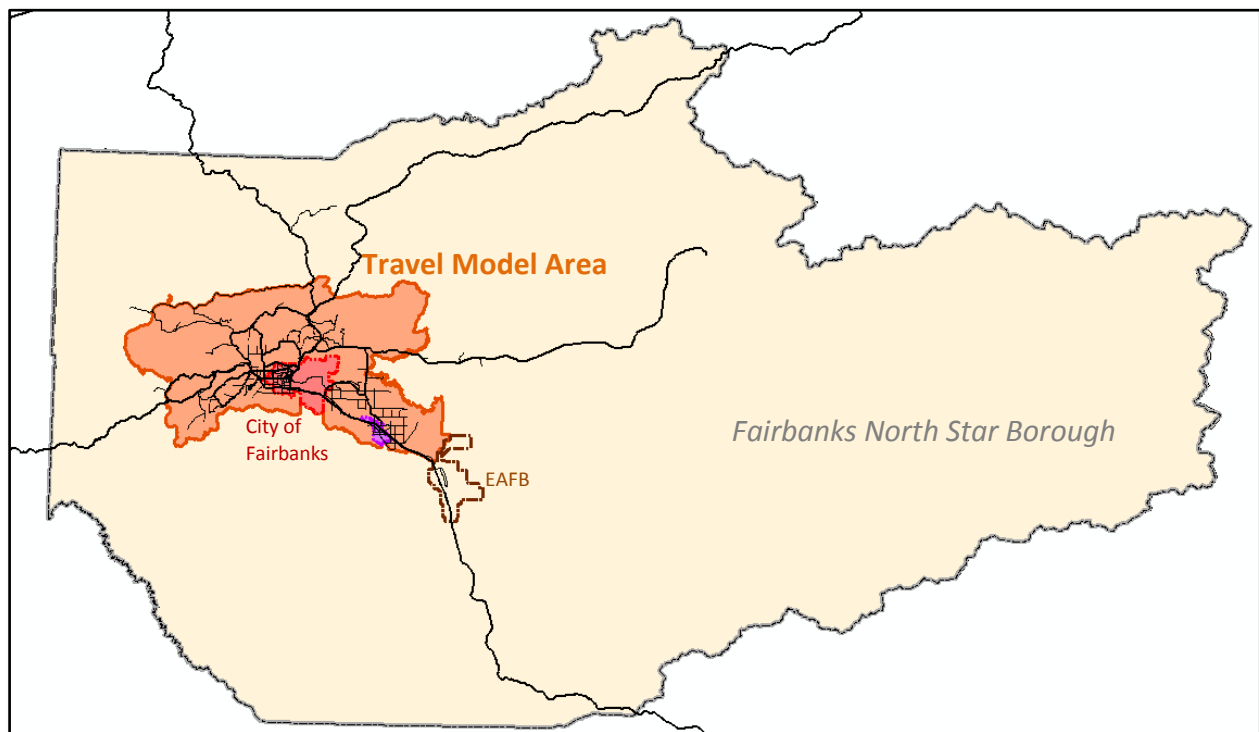 Travel Model Area
City of
Fairbanks
Fairbanks North Star Borough
EAFB